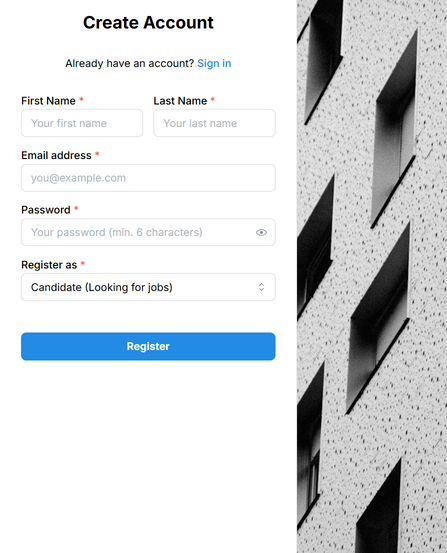 Create Account
Already have an account? Sign in
First Name *
Last Name *
Your first name
Your last name
Email address *
you@example.com
Password *
Your password (min. 6 characters)
Register as *
Candidate (Looking for jobs)
Register